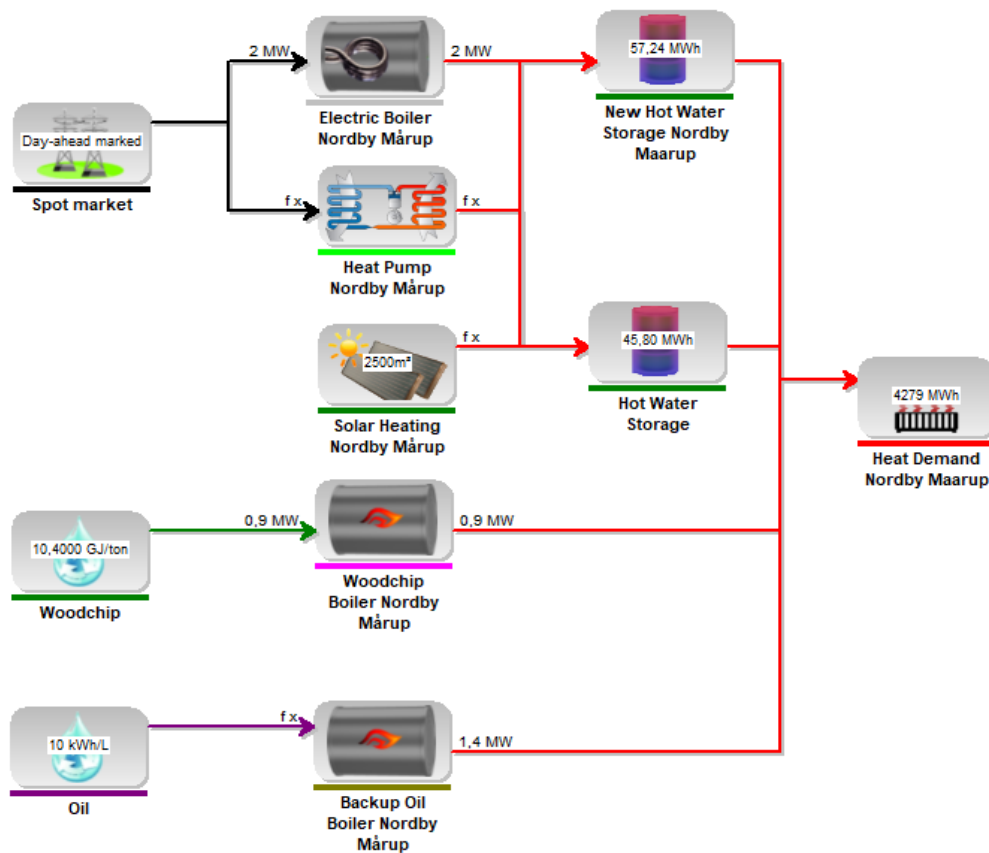 2 MW
2 MW
57,24 MWh
Electric Boiler
Nordby Mårup
New Hot Water
Storage Nordby
Maarup
Day-ahead marked
Spot market
f x
f x
Heat Pump
Nordby Mårup
f x
2500m²
45,80 MWh
Solar Heating
Nordby Mårup
Hot Water
Storage
4279 MWh
Heat Demand
Nordby Maarup
0,9 MW
0,9 MW
10,4000 GJ/ton
Woodchip
Woodchip
Boiler Nordby
Mårup
f x
1,4 MW
10 kWh/L
Oil
Backup Oil
Boiler Nordby
Mårup